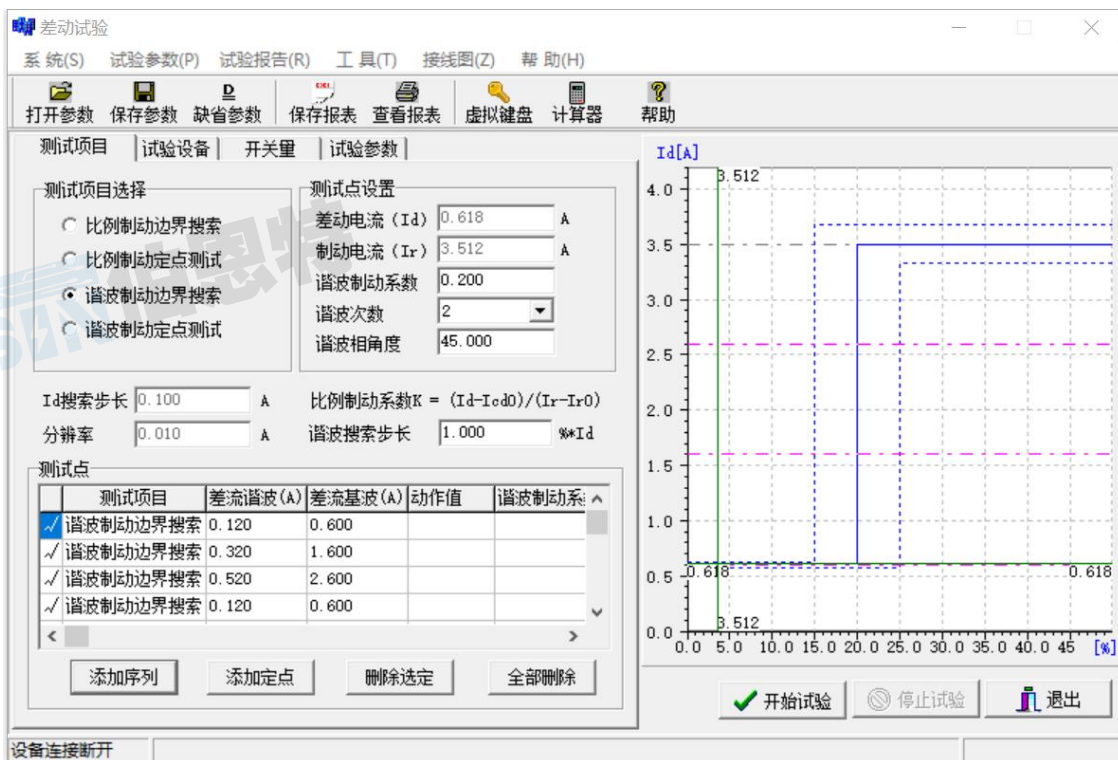 差动试验
系 统(S) 试验参数(P) 试验报告(R) 工 具(T) 接线图(Z) 帮 助(H)
打开参数 保存参数 缺省参数 保存报表 查看报表 虚拟键盘 计算器 帮助
测试项目 试验设备 开关量 试验参数
测试项目选择
比例制动边界搜索
比例制动定点测试
谐波制动边界搜索
谐波制动定点测试
测试点设置
差动电流 (Id) 0.618 A
制动电流 (Ir) 3.512 A
谐波制动系数 0.200
谐波次数 2
谐波相角度 45.000
Id搜索步长 0.100 A 比例制动系数K = (Id-Icd0)/(Ir-Ir0)
分辨率 0.010 A 谐波搜索步长 1.000 %*Id
测试点
测试项目 差流谐波(A) 差流基波(A) 动作值 谐波制动系
谐波制动边界搜索 0.120 0.600
谐波制动边界搜索 0.320 1.600
谐波制动边界搜索 0.520 2.600
谐波制动边界搜索 0.120 0.600
添加序列 添加定点 删除选定 全部删除
Id[A]
3.512
4.0
3.5
3.0
2.5
2.0
1.5
1.0
0.5 0.618 0.618
3.512
0.0
0.0 5.0 10.0 15.0 20.0 25.0 30.0 35.0 40.0 45 [%]
开始试验 停止试验 退出
设备连接断开
伯恩特